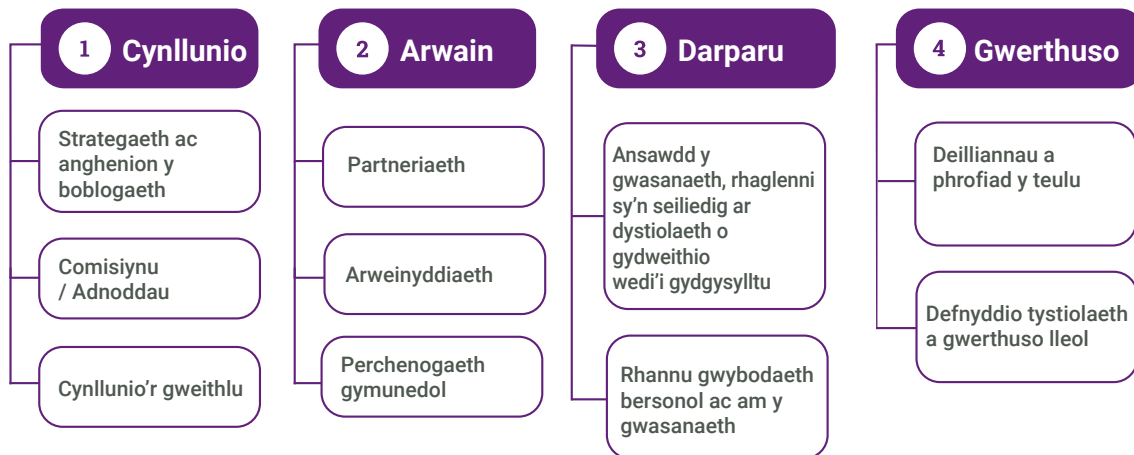 1 Cynllunio
Strategaeth ac
anghenion y
boblogaeth
Comisiynu
/ Adnoddau
Cynllunio'r gweithlu
2 Arwain
Partneriaeth
Arweinyddiaeth
Perchenogaeth
gymunedol
3 Darparu
Ansawdd y
gwasanaeth, rhaglenni
sy'n seiliedig ar
dystiolaeth o
gydweithio
wedi'i gydgysylltu
Rhannu gwybodaeth
bersonol ac am y
gwasanaeth
4 Gwerthuso
Deilliannau a
phrofiad y teulu
Defnyddio tystiolaeth
a gwerthuso lleol